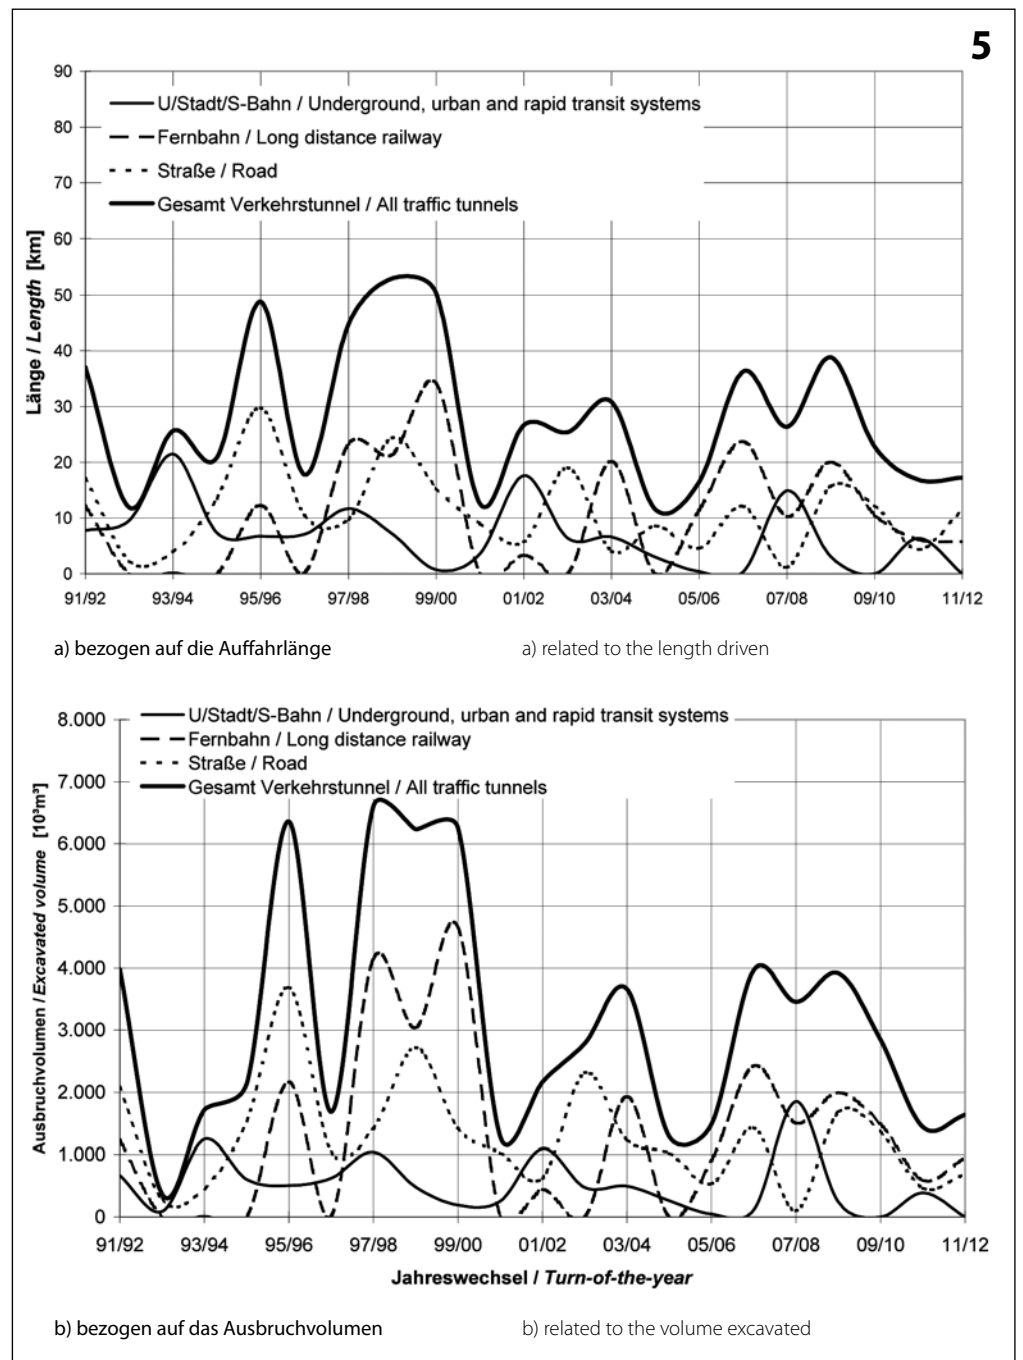 5
90
80
70
60
50
40
30
20
10
0
Länge / Length [km]
U/Stadt/S-Bahn / Underground, urban and rapid transit systems
Fernbahn / Long distance railway
Straße / Road
Gesamt Verkehrstunnel / All traffic tunnels
91/92 93/94 95/96 97/98 99/00 01/02 03/04 05/06 07/08 09/10 11/12
a) bezogen auf die Auffahrlänge a) related to the length driven
8.000
7.000
6.000
5.000
4.000
3.000
2.000
1.000
0
Ausbruchvolumen / Excavated volume [10³m³]
U/Stadt/S-Bahn / Underground, urban and rapid transit systems
Fernbahn / Long distance railway
Straße / Road
Gesamt Verkehrstunnel / All traffic tunnels
91/92 93/94 95/96 97/98 99/00 01/02 03/04 05/06 07/08 09/10 11/12
Jahreswechsel / Turn-of-the-year
b) bezogen auf das Ausbruchvolumen b) related to the volume excavated